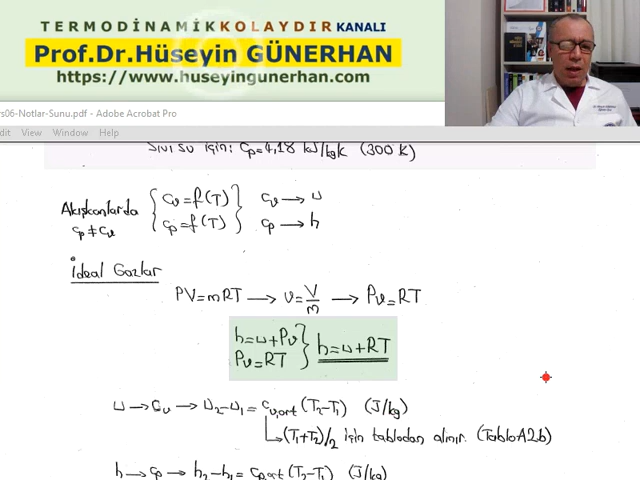 TERMODİNAMİKKOLAYDIR KANALI
Prof.Dr.Hüseyin GÜNERHAN
https://www.huseyingunerhan.com
rs06-Notlar-Sunu.pdf - Adobe Acrobat Pro
dit View Window Help
Sıvı su için: cp=4,18 kJ/kgK (300 K)
Akışkanlarda { cv=f(T) } cv → u
cp≠cv { cp=f(T) } cp → h
İdeal Gazlar
PV=mRT → v=V/m → Pv=RT
h=u+Pv
Pv=RT } h=u+RT
u → cv → u2-u1= cv,ort (T2-T1) (J/kg)
↳ (T1+T2)/2 için tablodan alınır. (Tablo A2b)
h → cp → h2-h1= cp,ort (T2-T1) (J/kg)